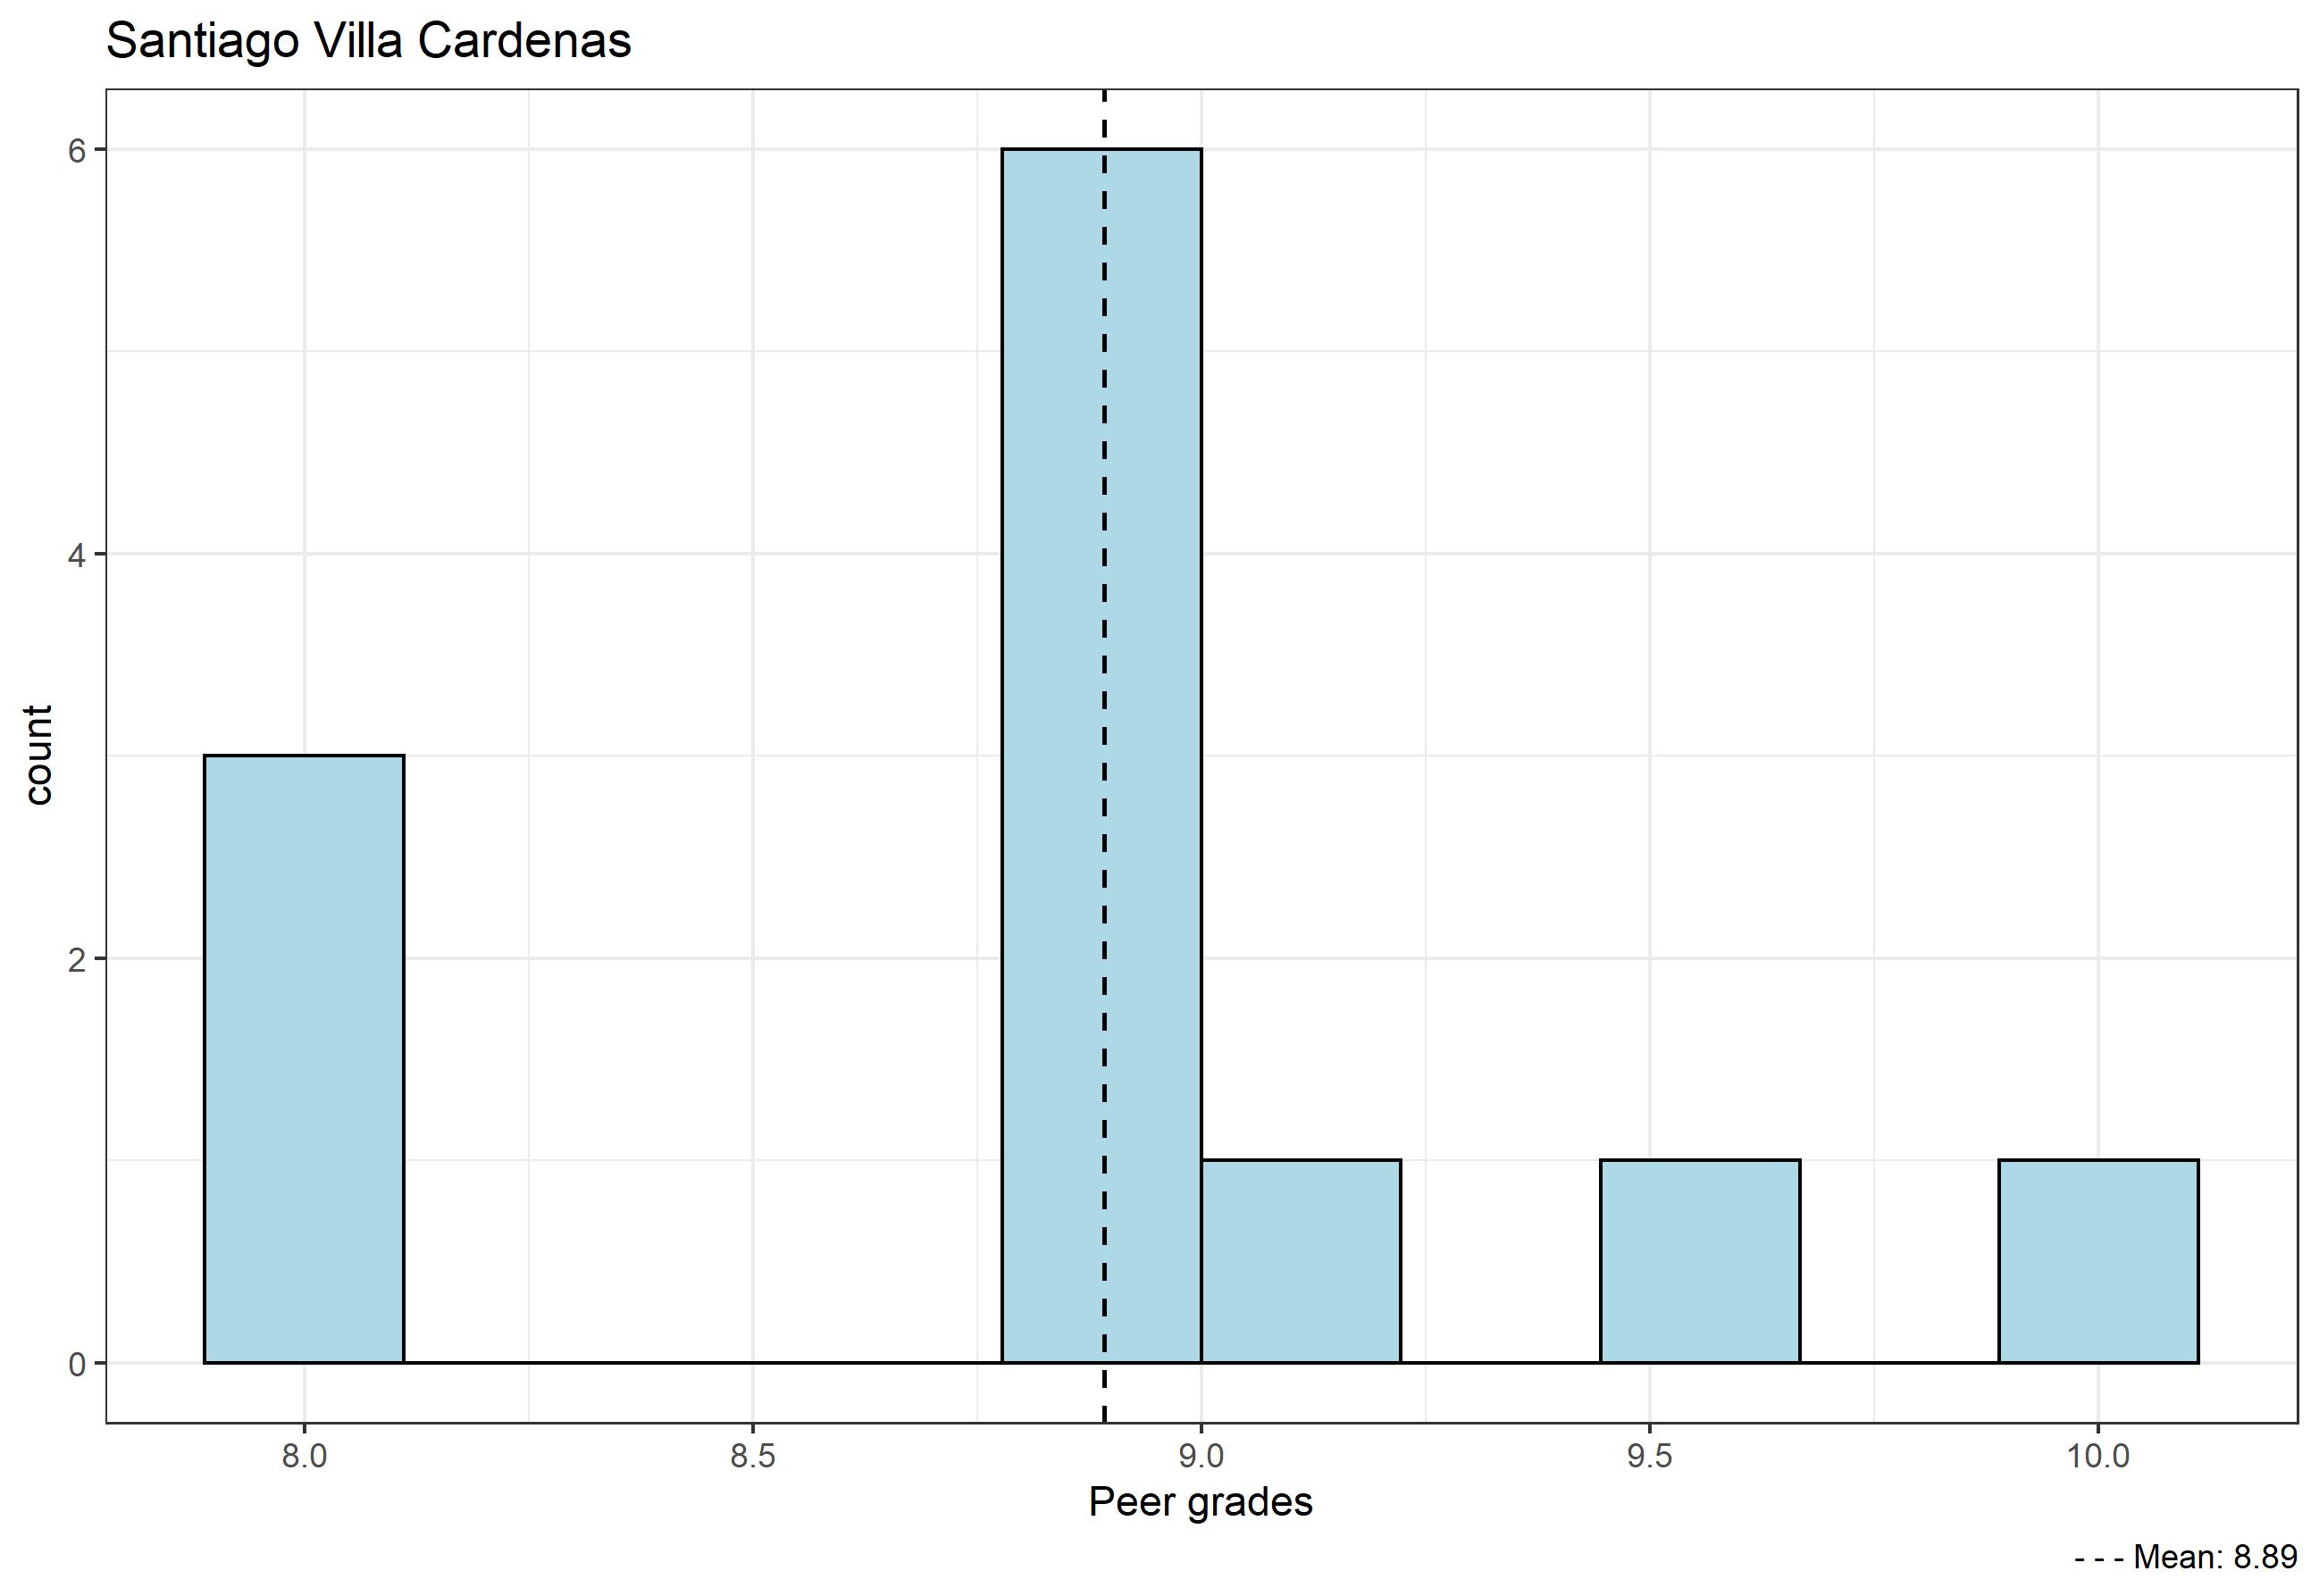 Santiago Villa Cardenas
6
4
2
0
count
8.0 8.5 9.0 9.5 10.0
Peer grades
- - - Mean: 8.89